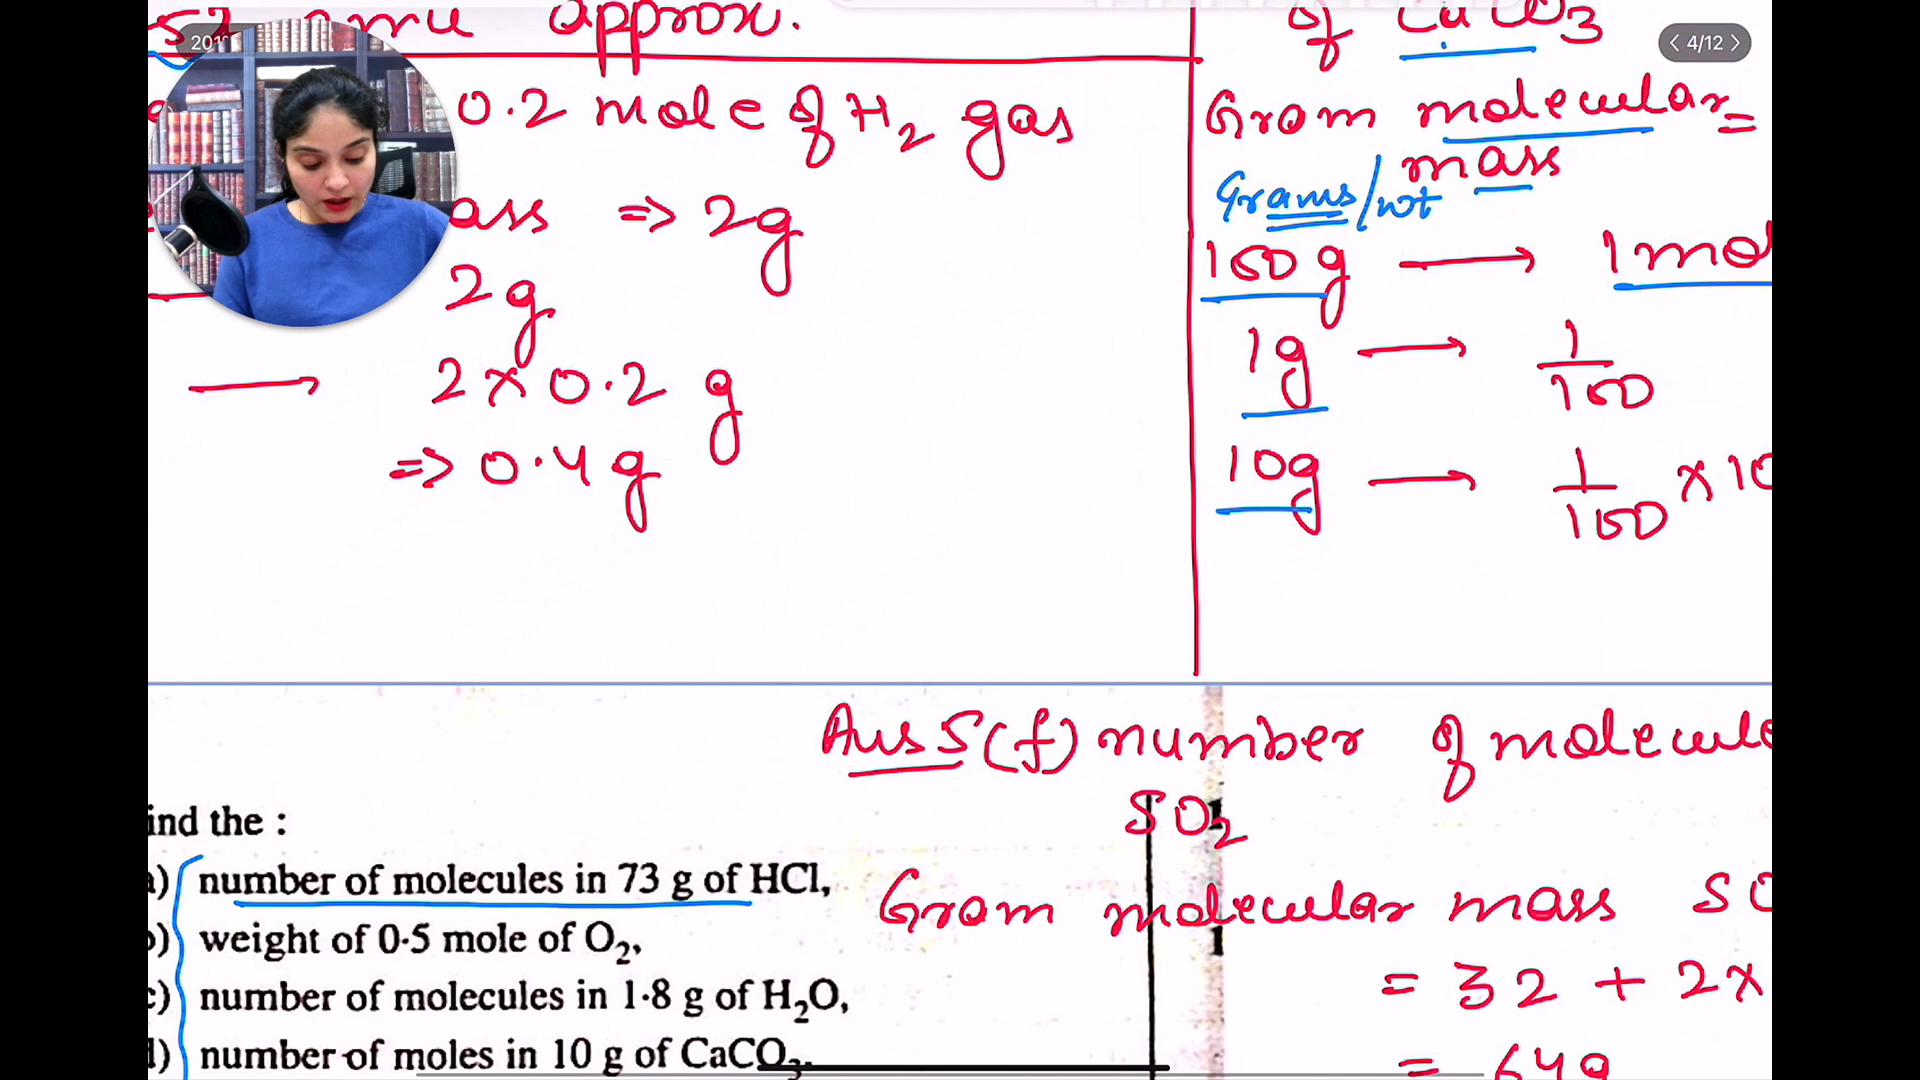 57 amu approx.
0.2 mole of H2 gas
ass => 2g
2g
2 × 0.2 g
=> 0.4 g
of CaCO3
4/12
Gram molecular =
mass
Grams/wt
100g → 1 mol
1g → 1/100
10g → 1/100 × 10
Ans 5(f) number of molecule
SO2
Gram molecular mass SO
= 32 + 2×
= 64g
ind the :
a) number of molecules in 73 g of HCl,
b) weight of 0·5 mole of O2,
c) number of molecules in 1·8 g of H2O,
d) number of moles in 10 g of CaCO3,